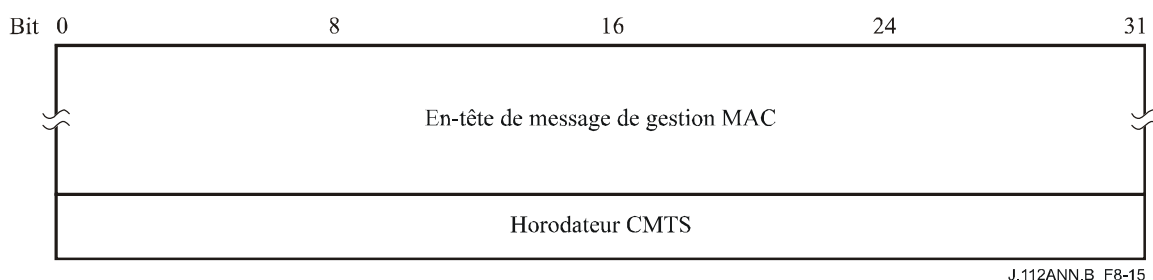 Bit 0 8 16 24 31
En-tête de message de gestion MAC
Horodateur CMTS
J.112ANN.B_F8-15